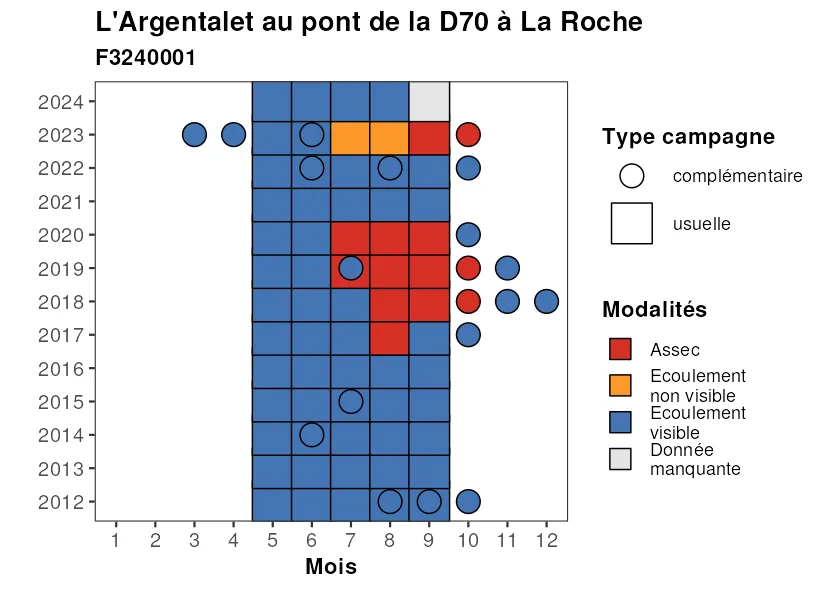 L'Argentalet au pont de la D70 à La Roche
F3240001
2024
2023
2022
2021
2020
2019
2018
2017
2016
2015
2014
2013
2012
1 2 3 4 5 6 7 8 9 10 11 12
Mois
Type campagne
complémentaire
usuelle
Modalités
Assec
Ecoulement
non visible
Ecoulement
visible
Donnée
manquante